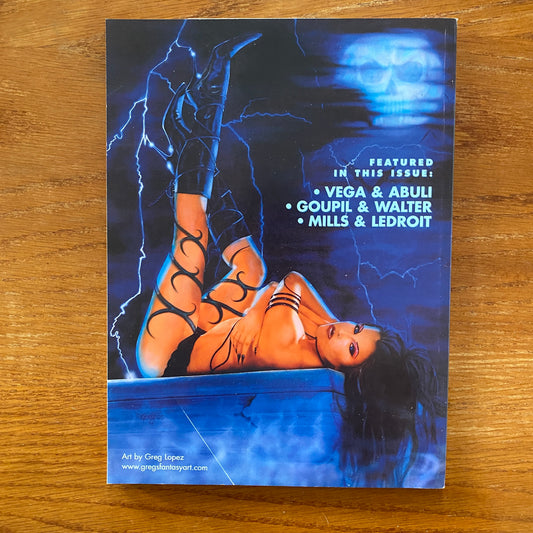 FEATURED
IN THIS ISSUE:
• VEGA & ABULI
• GOUPIL & WALTER
• MILLS & LEDROIT
Art by Greg Lopez
www.gregsfantasyart.com